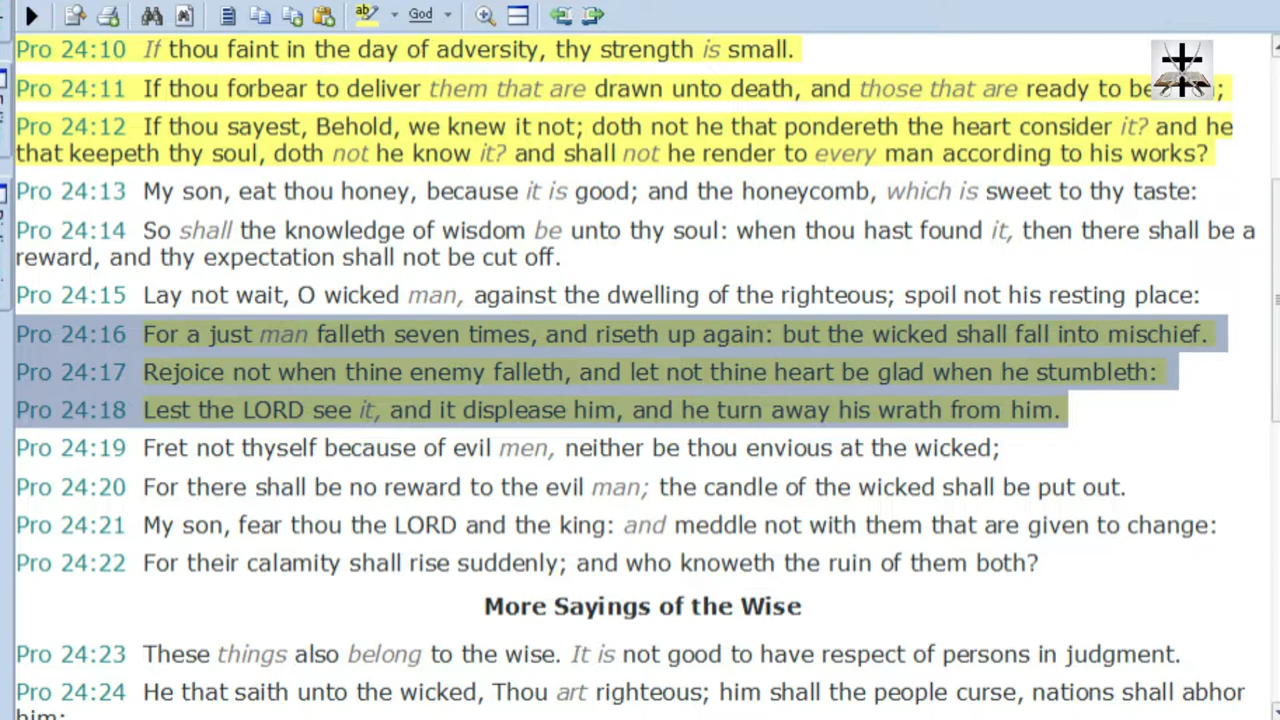 ab
God
Pro 24:10 If thou faint in the day of adversity, thy strength is small.
Pro 24:11 If thou forbear to deliver them that are drawn unto death, and those that are ready to be ;
Pro 24:12 If thou sayest, Behold, we knew it not; doth not he that pondereth the heart consider it? and he
that keepeth thy soul, doth not he know it? and shall not he render to every man according to his works?
Pro 24:13 My son, eat thou honey, because it is good; and the honeycomb, which is sweet to thy taste:
Pro 24:14 So shall the knowledge of wisdom be unto thy soul: when thou hast found it, then there shall be a
reward, and thy expectation shall not be cut off.
Pro 24:15 Lay not wait, O wicked man, against the dwelling of the righteous; spoil not his resting place:
Pro 24:16 For a just man falleth seven times, and riseth up again: but the wicked shall fall into mischief.
Pro 24:17 Rejoice not when thine enemy falleth, and let not thine heart be glad when he stumbleth:
Pro 24:18 Lest the LORD see it, and it displease him, and he turn away his wrath from him.
Pro 24:19 Fret not thyself because of evil men, neither be thou envious at the wicked;
Pro 24:20 For there shall be no reward to the evil man; the candle of the wicked shall be put out.
Pro 24:21 My son, fear thou the LORD and the king: and meddle not with them that are given to change:
Pro 24:22 For their calamity shall rise suddenly; and who knoweth the ruin of them both?
More Sayings of the Wise
Pro 24:23 These things also belong to the wise. It is not good to have respect of persons in judgment.
Pro 24:24 He that saith unto the wicked, Thou art righteous; him shall the people curse, nations shall abhor
him: